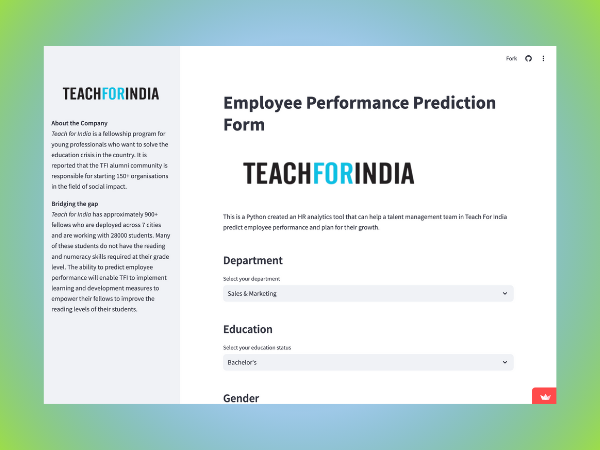 TEACHFORINDIA
About the Company
Teach for India is a fellowship program for
young professionals who want to solve the
education crisis in the country. It is
reported that the TFI alumni community is
responsible for starting 150+ organisations
in the field of social impact.
Bridging the gap
Teach for India has approximately 900+
fellows who are deployed across 7 cities
and are working with 28000 students. Many
of these students do not have the reading
and numeracy skills required at their grade
level. The ability to predict employee
performance will enable TFI to implement
learning and development measures to
empower their fellows to improve the
reading levels of their students.
Fork
Employee Performance Prediction
Form
TEACHFORINDIA
This is a Python created an HR analytics tool that can help a talent management team in Teach For India
predict employee performance and plan for their growth.
Department
Select your department
Sales & Marketing
Education
Select your education status
Bachelor's
Gender